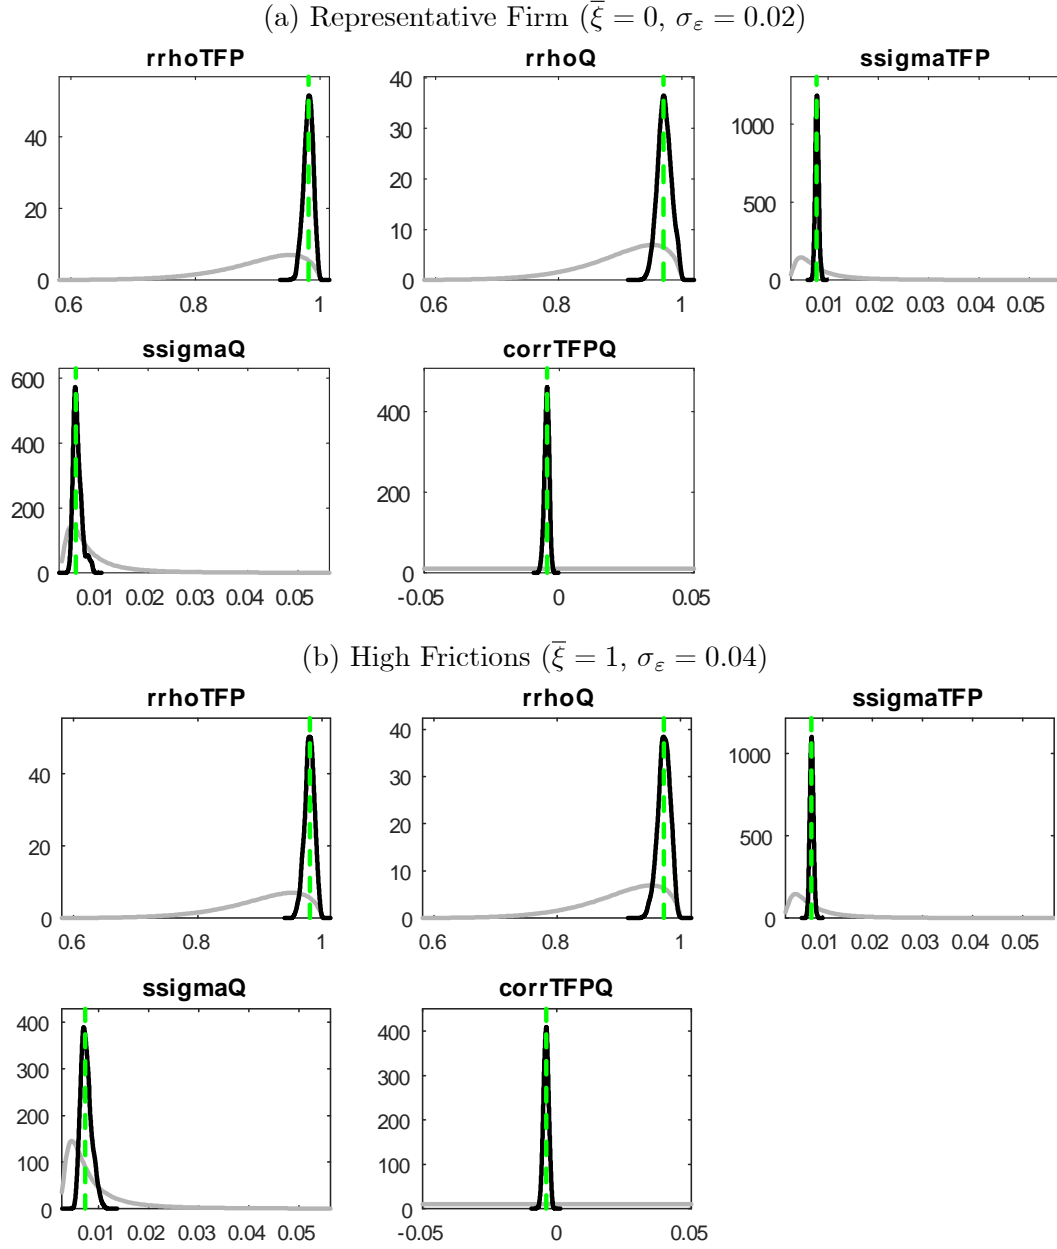 (a) Representative Firm (ξ̅ = 0, σ_ε = 0.02)
rrhoTFP rrhoQ ssigmaTFP
40
20
0
0.6 0.8 1
40
30
20
10
0
0.6 0.8 1
1000
500
0
0.01 0.02 0.03 0.04 0.05
ssigmaQ corrTFPQ
600
400
200
0
0.01 0.02 0.03 0.04 0.05
400
200
0
-0.05 0 0.05
(b) High Frictions (ξ̅ = 1, σ_ε = 0.04)
rrhoTFP rrhoQ ssigmaTFP
40
20
0
0.6 0.8 1
40
30
20
10
0
0.6 0.8 1
1000
500
0
0.01 0.02 0.03 0.04 0.05
ssigmaQ corrTFPQ
400
300
200
100
0
0.01 0.02 0.03 0.04 0.05
400
300
200
100
0
-0.05 0 0.05